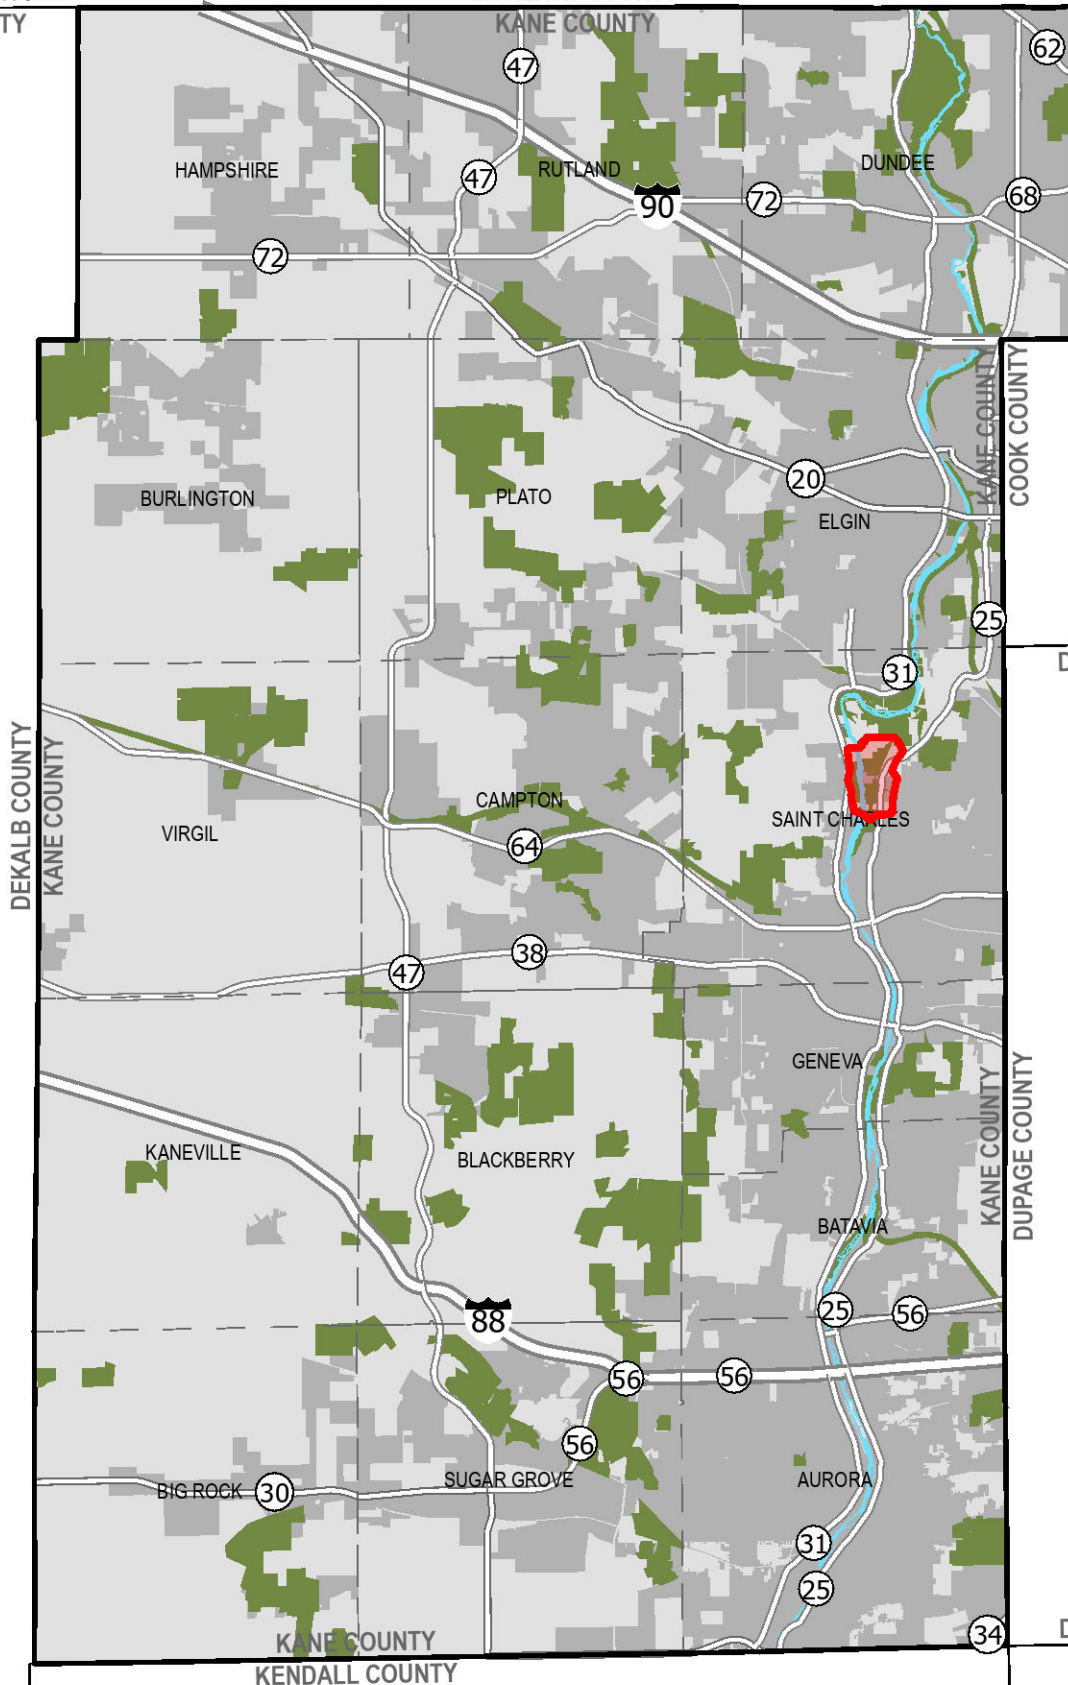 TY
KANE COUNTY
62
47
HAMPSHIRE
47
RUTLAND
DUNDEE
90
72
68
72
KANE COUNTY
COOK COUNTY
20
BURLINGTON
PLATO
ELGIN
25
31
D
DEKALB COUNTY
KANE COUNTY
CAMPTON
VIRGIL
SAINT CHARLES
64
38
47
GENEVA
KANE COUNTY
DUPAGE COUNTY
KANEVILLE
BLACKBERRY
BATAVIA
25
56
88
56
56
56
BIG ROCK
30
SUGAR GROVE
AURORA
31
25
34
D
KANE COUNTY
KENDALL COUNTY